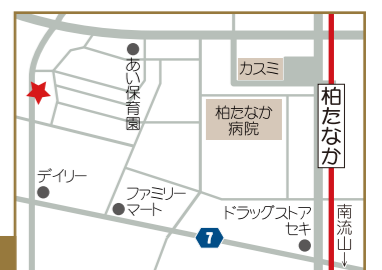 カスミ
あい保育園
柏たなか
病院
柏たなか
デイリー
ファミリー
マート
ドラッグストア
セキ
7
南流山→